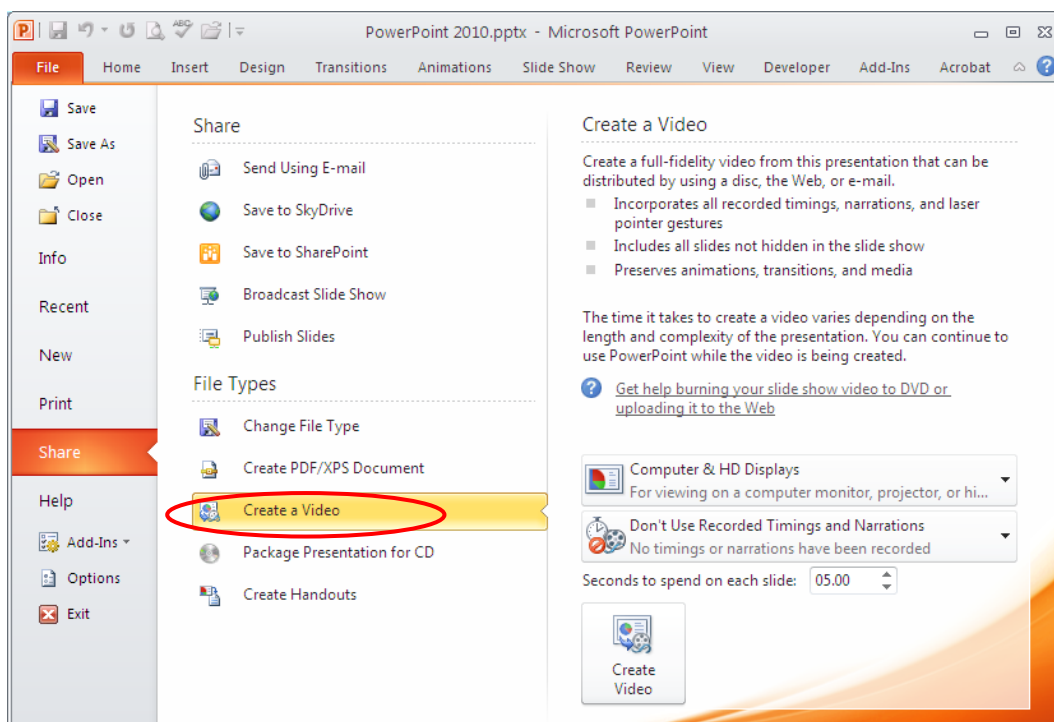 PowerPoint 2010.pptx - Microsoft PowerPoint
File Home Insert Design Transitions Animations Slide Show Review View Developer Add-Ins Acrobat
Save
Save As
Open
Close
Info
Recent
New
Print
Share
Help
Add-Ins
Options
Exit
Share
Send Using E-mail
Save to SkyDrive
Save to SharePoint
Broadcast Slide Show
Publish Slides
File Types
Change File Type
Create PDF/XPS Document
Create a Video
Package Presentation for CD
Create Handouts
Create a Video
Create a full-fidelity video from this presentation that can be
distributed by using a disc, the Web, or e-mail.
Incorporates all recorded timings, narrations, and laser
pointer gestures
Includes all slides not hidden in the slide show
Preserves animations, transitions, and media
The time it takes to create a video varies depending on the
length and complexity of the presentation. You can continue to
use PowerPoint while the video is being created.
Get help burning your slide show video to DVD or
uploading it to the Web
Computer & HD Displays
For viewing on a computer monitor, projector, or hi...
Don't Use Recorded Timings and Narrations
No timings or narrations have been recorded
Seconds to spend on each slide: 05.00
Create
Video